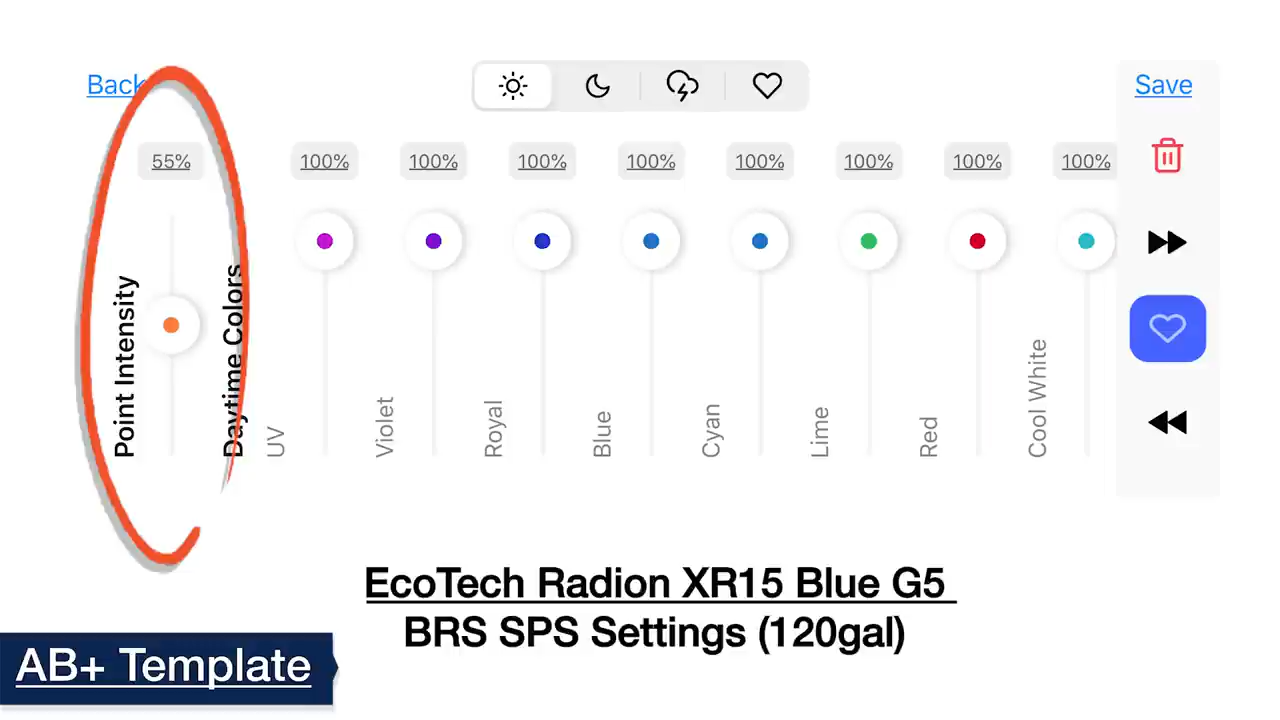 Back
Save
55%
100%
100%
100%
100%
100%
100%
100%
100%
Point Intensity
Daytime Colors
UV
Violet
Royal
Blue
Cyan
Lime
Red
Cool White
EcoTech Radion XR15 Blue G5
BRS SPS Settings (120gal)
AB+ Template